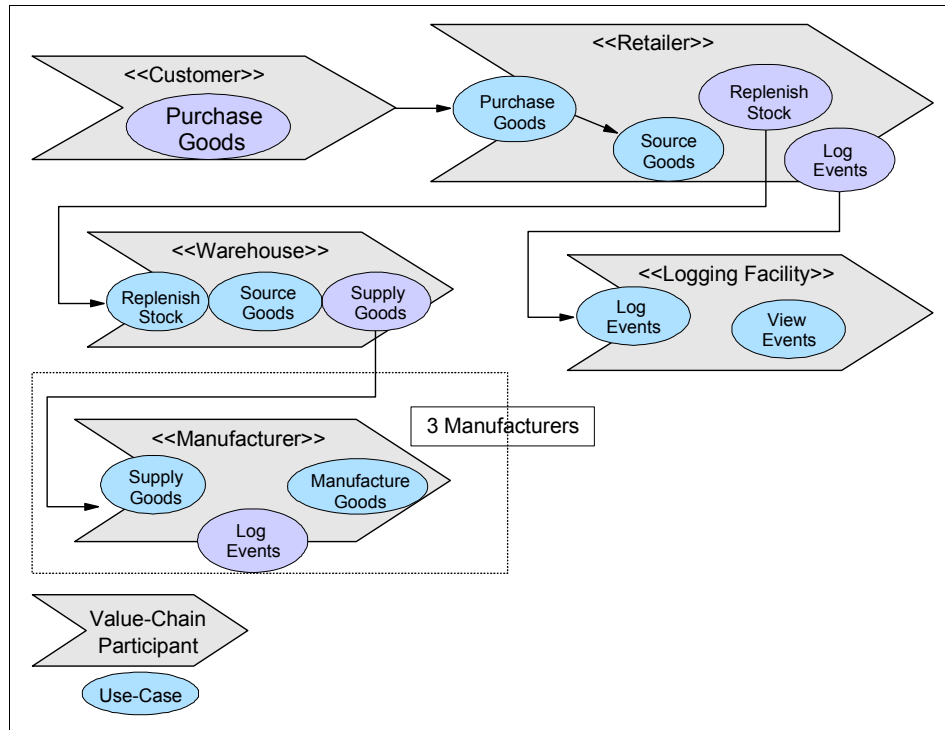 <<Customer>>
Purchase
Goods
<<Retailer>>
Purchase
Goods
Source
Goods
Replenish
Stock
Log
Events
<<Warehouse>>
Replenish
Stock
Source
Goods
Supply
Goods
<<Logging Facility>>
Log
Events
View
Events
3 Manufacturers
<<Manufacturer>>
Supply
Goods
Manufacture
Goods
Log
Events
Value-Chain
Participant
Use-Case